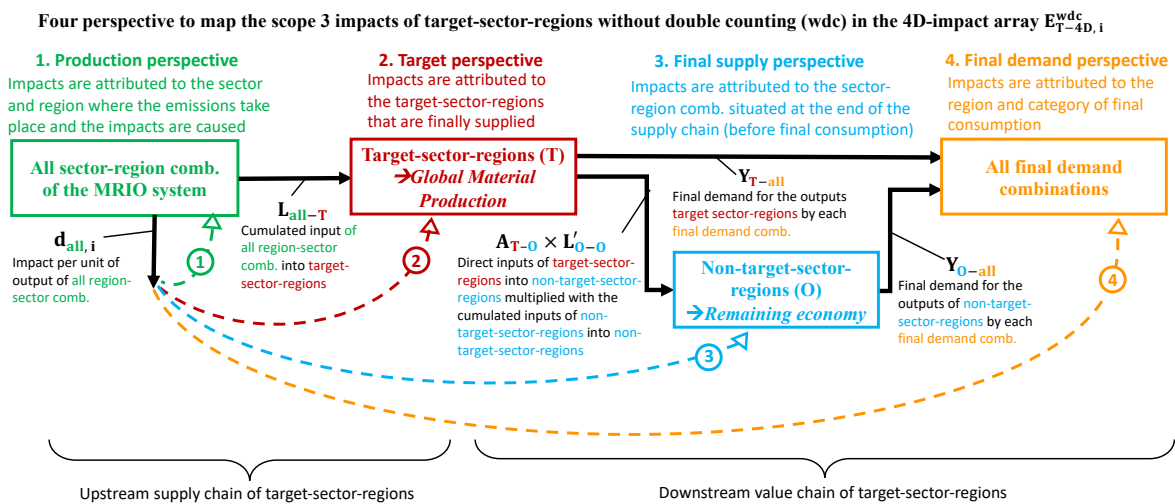 Four perspective to map the scope 3 impacts of target-sector-regions without double counting (wdc) in the 4D-impact array E^wdc_T−4D, i
1. Production perspective
Impacts are attributed to the sector
and region where the emissions take
place and the impacts are caused
2. Target perspective
Impacts are attributed to
the target-sector-regions
that are finally supplied
3. Final supply perspective
Impacts are attributed to the sector-
region comb. situated at the end of the
supply chain (before final consumption)
4. Final demand perspective
Impacts are attributed to the
region and category of final
consumption
All sector-region comb.
of the MRIO system
Target-sector-regions (T)
→Global Material
Production
All final demand
combinations
L_all−T
Cumulated input of
all region-sector
comb. into target-
sector-regions
Y_T−all
Final demand for the outputs
target sector-regions by each
final demand comb.
d_all, i
Impact per unit of
output of all region-
sector comb.
A_T−O × L′_O−O
Direct inputs of target-sector-
regions into non-target-sector-
regions multiplied with the
cumulated inputs of
non-target-sector-regions into
non-target-sector-regions
Non-target-sector-
regions (O)
→Remaining economy
Y_O−all
Final demand for the
outputs of non-target-
sector-regions by each
final demand comb.
1
2
3
4
Upstream supply chain of target-sector-regions
Downstream value chain of target-sector-regions